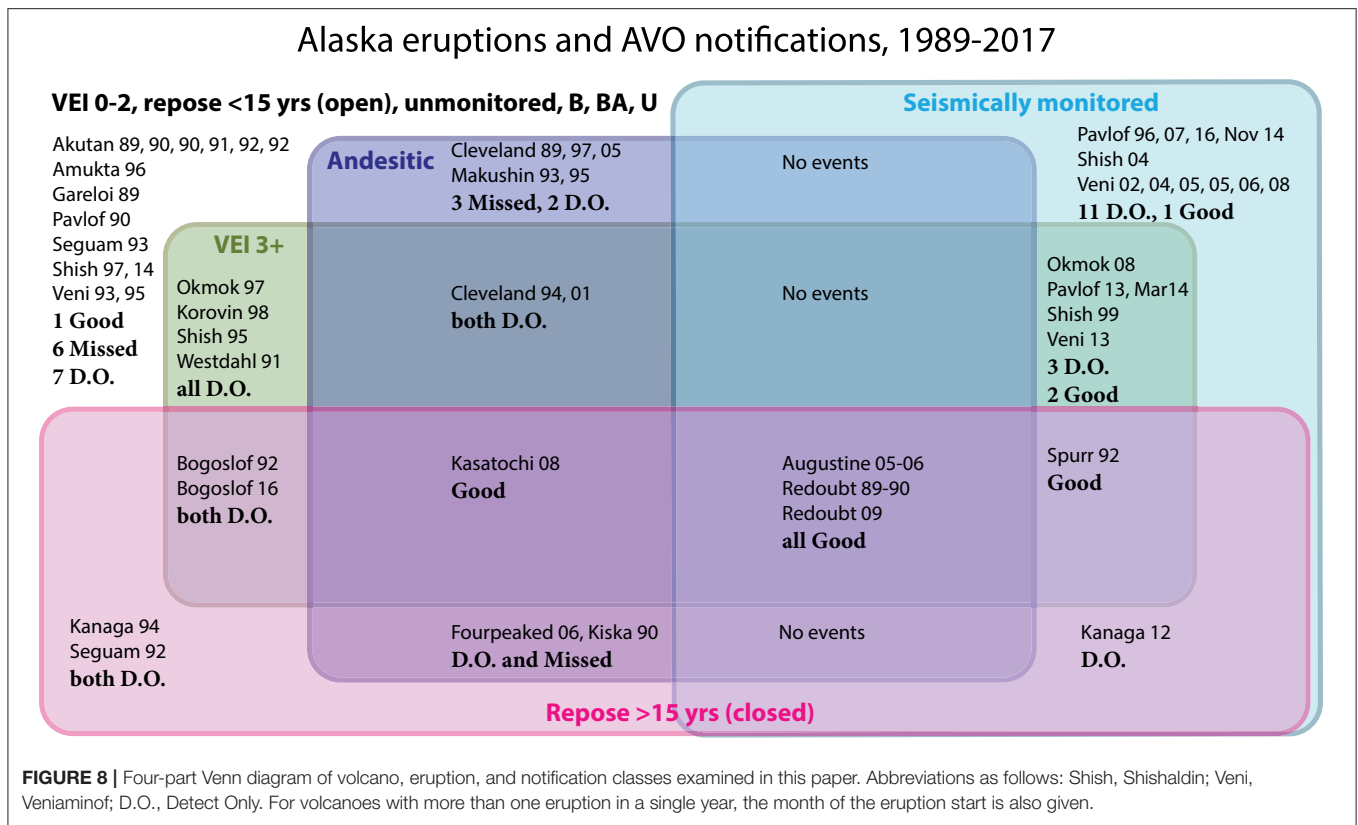 Alaska eruptions and AVO notifications, 1989-2017
VEI 0-2, repose <15 yrs (open), unmonitored, B, BA, U
Seismically monitored
Akutan 89, 90, 90, 91, 92, 92
Amukta 96
Gareloi 89
Pavlof 90
Seguam 93
Shish 97, 14
Veni 93, 95
1 Good
6 Missed
7 D.O.
Andesitic
Cleveland 89, 97, 05
Makushin 93, 95
3 Missed, 2 D.O.
No events
Pavlof 96, 07, 16, Nov 14
Shish 04
Veni 02, 04, 05, 05, 06, 08
11 D.O., 1 Good
VEI 3+
Okmok 97
Korovin 98
Shish 95
Westdahl 91
all D.O.
Cleveland 94, 01
both D.O.
No events
Okmok 08
Pavlof 13, Mar14
Shish 99
Veni 13
3 D.O.
2 Good
Bogoslof 92
Bogoslof 16
both D.O.
Kasatochi 08
Good
Augustine 05-06
Redoubt 89-90
Redoubt 09
all Good
Spurr 92
Good
Kanaga 94
Seguam 92
both D.O.
Fourpeaked 06, Kiska 90
D.O. and Missed
No events
Kanaga 12
D.O.
Repose >15 yrs (closed)
FIGURE 8 | Four-part Venn diagram of volcano, eruption, and notification classes examined in this paper. Abbreviations as follows: Shish, Shishaldin; Veni,
Veniaminof; D.O., Detect Only. For volcanoes with more than one eruption in a single year, the month of the eruption start is also given.